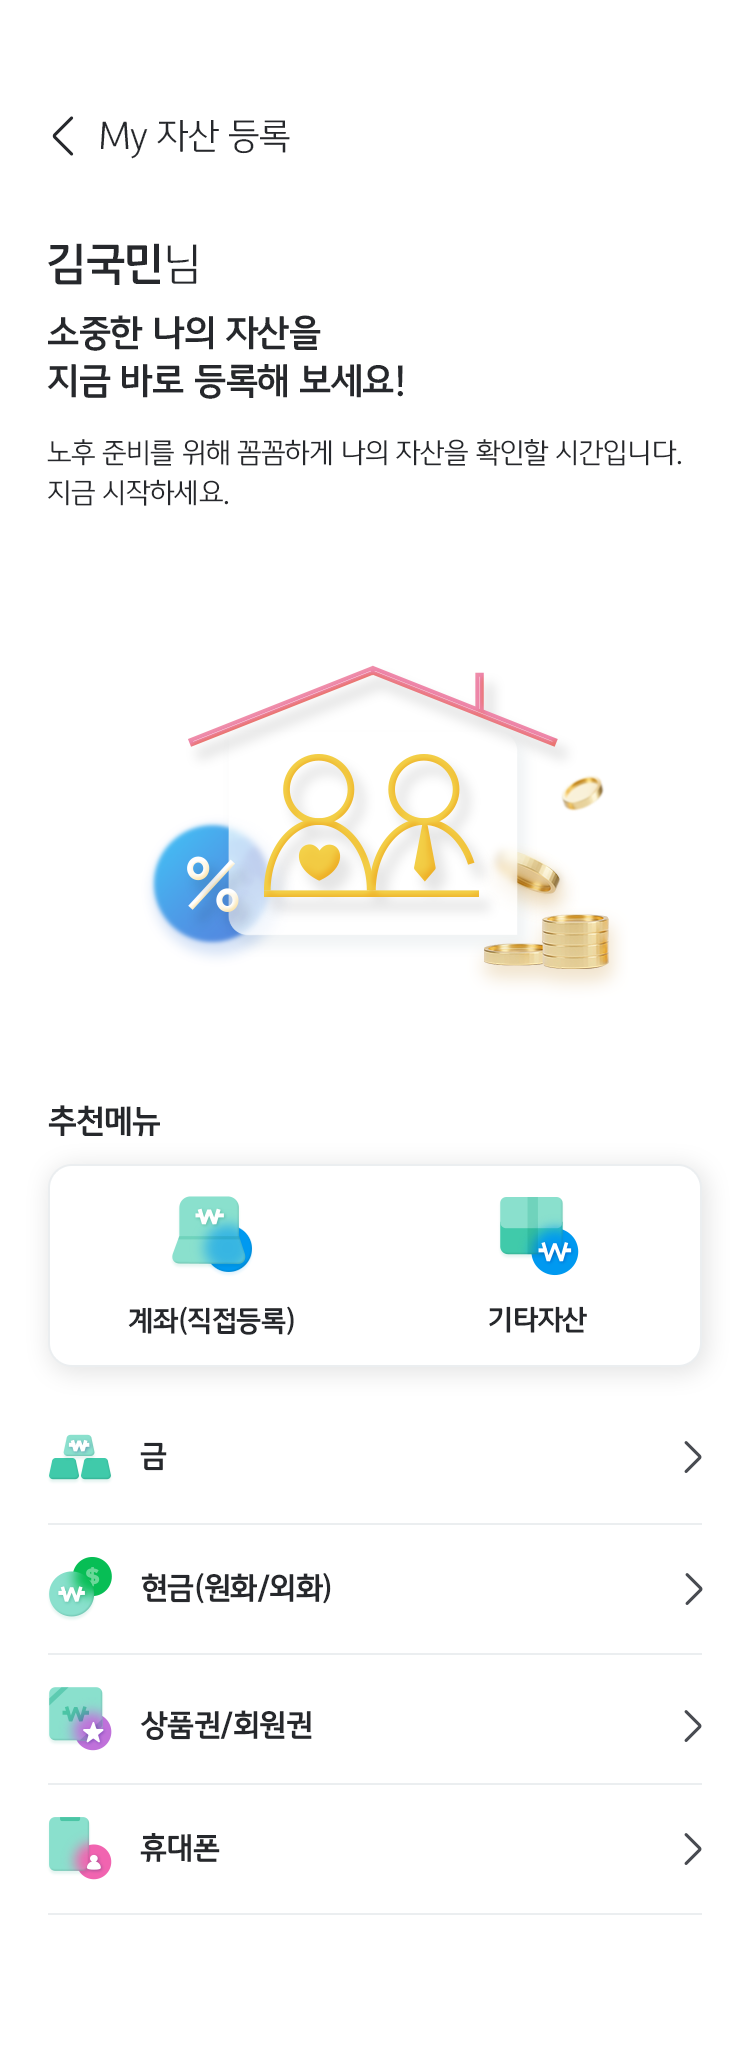 My 자산 등록
김국민님
소중한 나의 자산을
지금 바로 등록해 보세요!
노후 준비를 위해 꼼꼼하게 나의 자산을 확인할 시간입니다.
지금 시작하세요.
%
추천메뉴
₩
₩
계좌(직접등록)
기타자산
₩
금
$
₩
현금(원화/외화)
₩
상품권/회원권
휴대폰